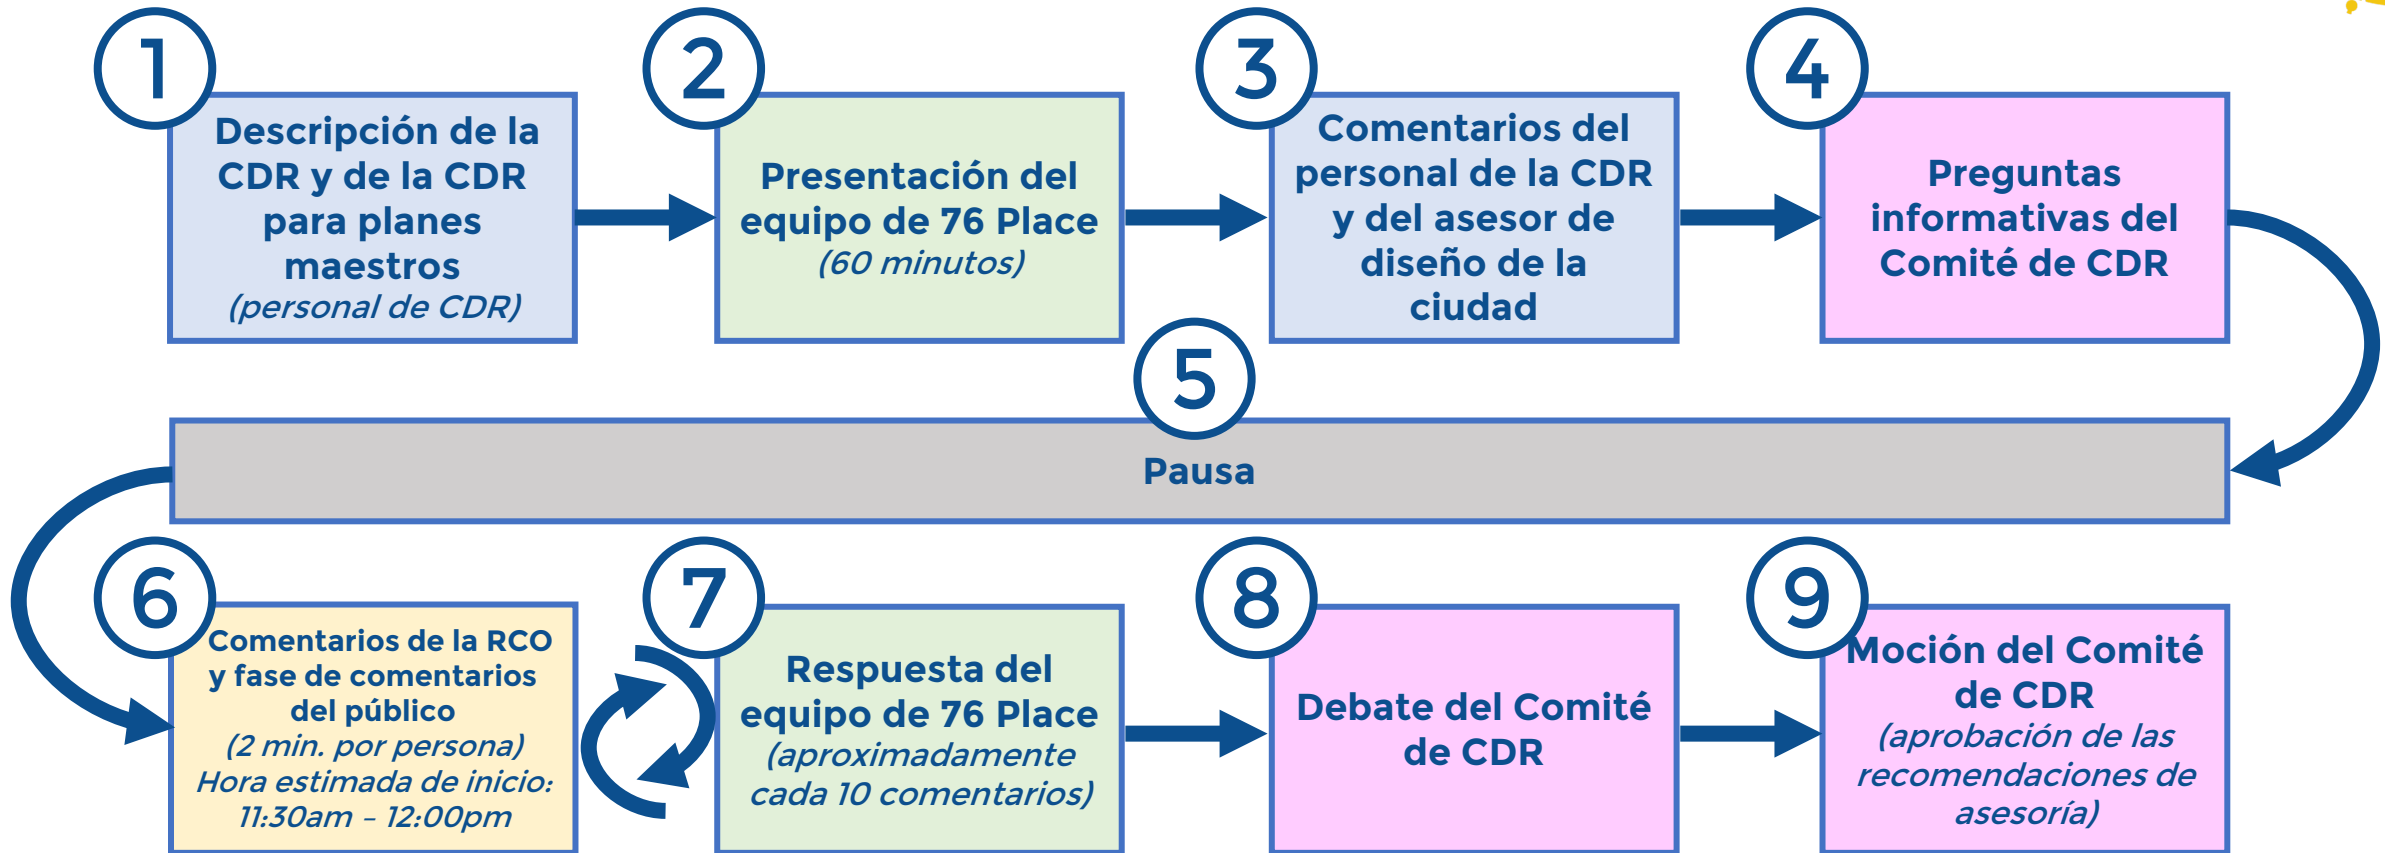 1
Descripción de la
CDR y de la CDR
para planes
maestros
(personal de CDR)
2
Presentación del
equipo de 76 Place
(60 minutos)
3
Comentarios del
personal de la CDR
y del asesor de
diseño de la
ciudad
4
Preguntas
informativas del
Comité de CDR
5
Pausa
6
Comentarios de la RCO
y fase de comentarios
del público
(2 min. por persona)
Hora estimada de inicio:
11:30am – 12:00pm
7
Respuesta del
equipo de 76 Place
(aproximadamente
cada 10 comentarios)
8
Debate del Comité
de CDR
9
Moción del Comité
de CDR
(aprobación de las
recomendaciones de
asesoría)